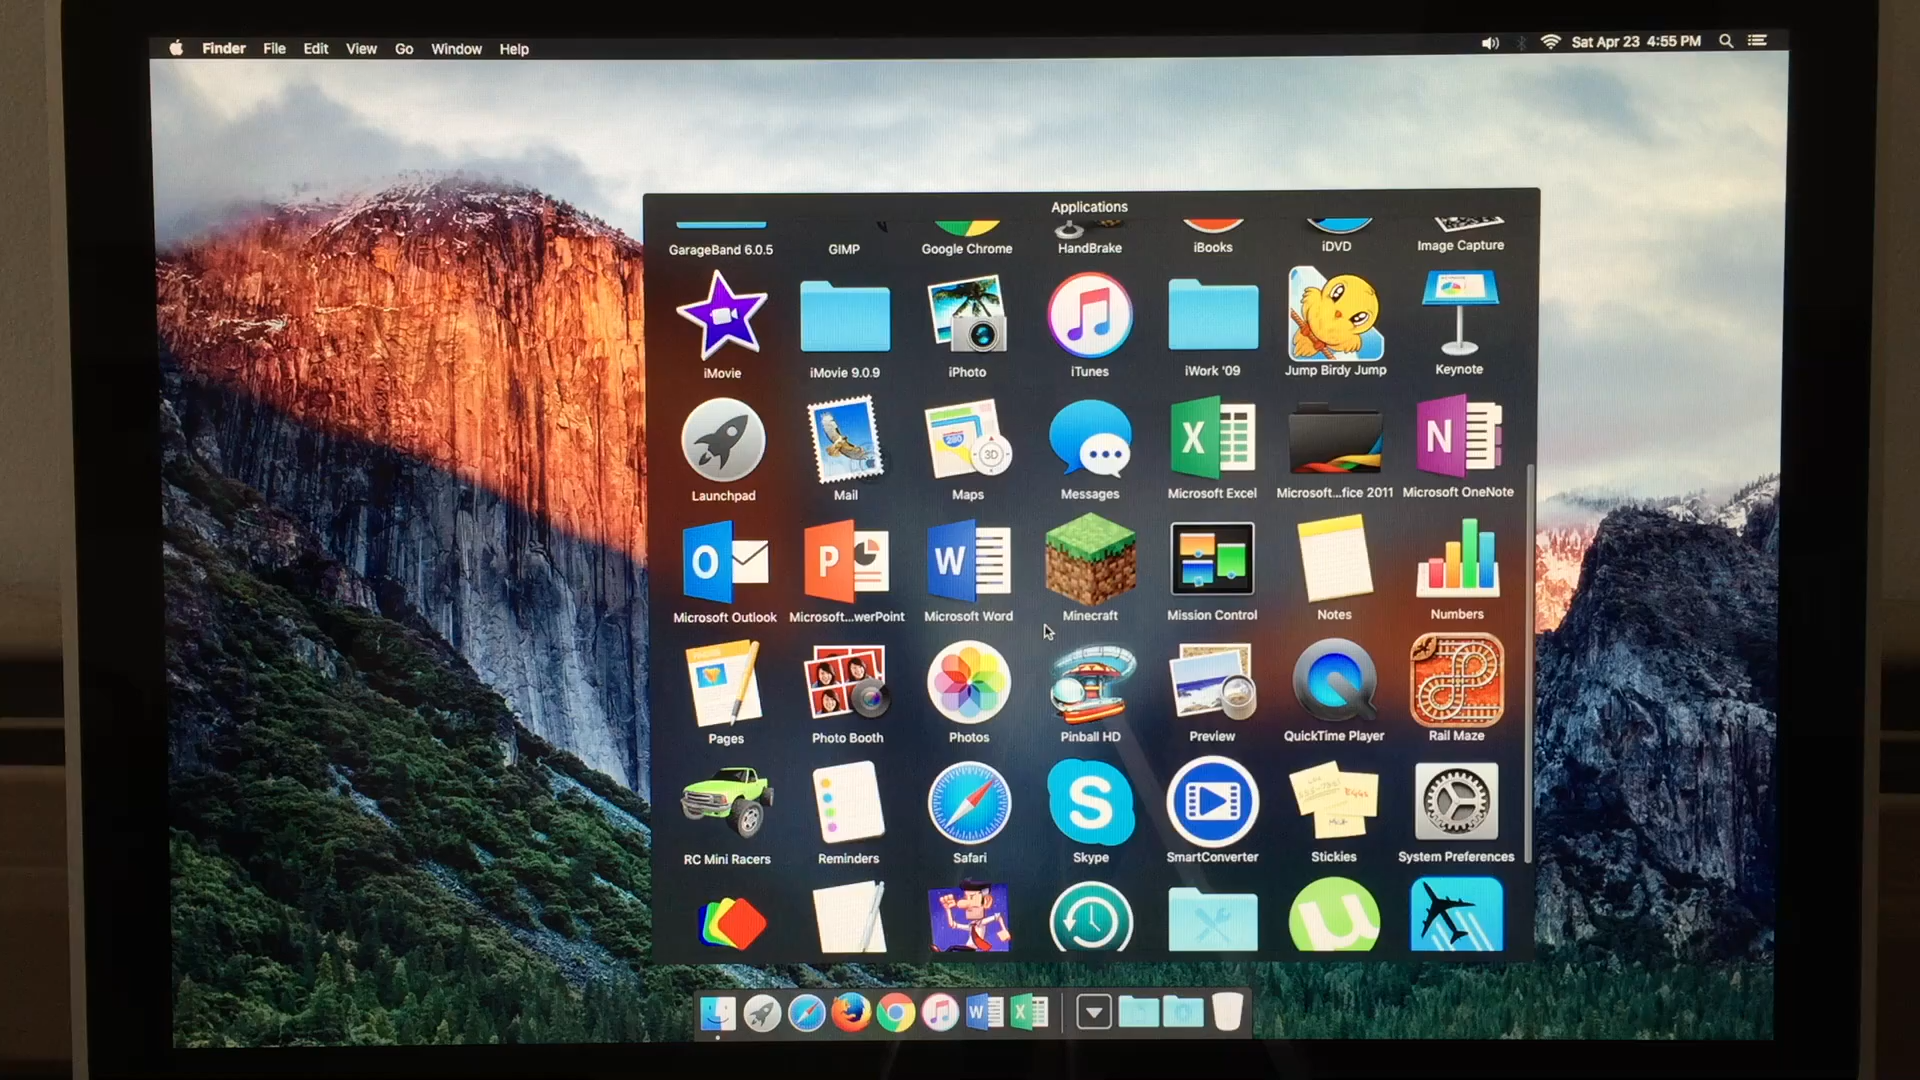 Finder File Edit View Go Window Help Sat Apr 23 4:55 PM
Applications
GarageBand 6.0.5 GIMP Google Chrome HandBrake iBooks iDVD Image Capture
iMovie iMovie 9.0.9 iPhoto iTunes iWork '09 Jump Birdy Jump Keynote
280
3D
X
N
Launchpad Mail Maps Messages Microsoft Excel Microsoft...fice 2011 Microsoft OneNote
O
P
W
Microsoft Outlook Microsoft...werPoint Microsoft Word Minecraft Mission Control Notes Numbers
Pages Photo Booth Photos Pinball HD Preview QuickTime Player Rail Maze
S
RC Mini Racers Reminders Safari Skype SmartConverter Stickies System Preferences
W
X